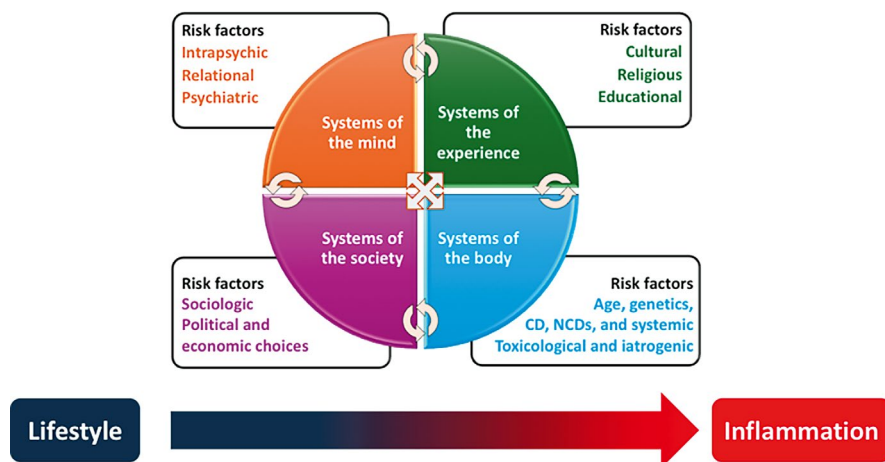 Risk factors
Intrapsychic
Relational
Psychiatric
Risk factors
Cultural
Religious
Educational
Systems of
the mind
Systems of
the
experience
Systems of
the society
Systems of
the body
Risk factors
Sociologic
Political and
economic choices
Risk factors
Age, genetics,
CD, NCDs, and systemic
Toxicological and iatrogenic
Lifestyle
Inflammation